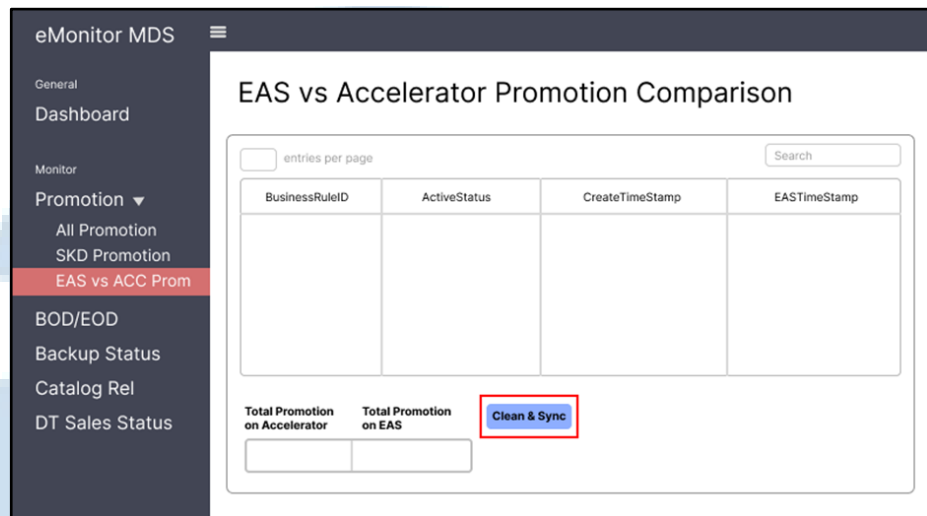 eMonitor MDS
General
Dashboard
Monitor
Promotion
All Promotion
SKD Promotion
EAS vs ACC Prom
BOD/EOD
Backup Status
Catalog Rel
DT Sales Status
EAS vs Accelerator Promotion Comparison
entries per page
Search
BusinessRuleID ActiveStatus CreateTimeStamp EASTimeStamp
Total Promotion on Accelerator
Total Promotion on EAS
Clean & Sync